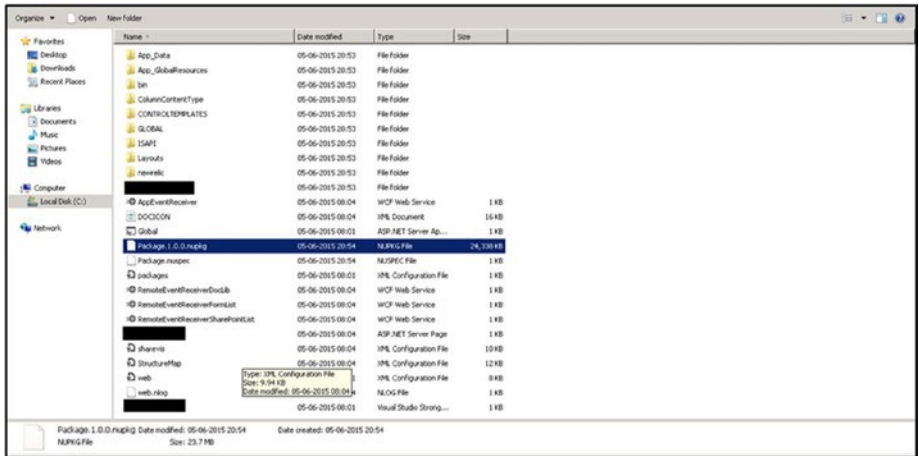 Organize Open New folder
Favorites
Desktop
Downloads
Recent Places
Libraries
Documents
Music
Pictures
Videos
Computer
Local Disk (C:)
Network
Name Date modified Type Size
App_Data 05-06-2015 20:53 File folder
App_GlobalResources 05-06-2015 20:53 File folder
bin 05-06-2015 20:53 File folder
ColumnContentType 05-06-2015 20:53 File folder
CONTROLTEMPLATES 05-06-2015 20:53 File folder
GLOBAL 05-06-2015 20:53 File folder
ISAPI 05-06-2015 20:53 File folder
Layouts 05-06-2015 20:53 File folder
newrelic 05-06-2015 20:53 File folder
05-06-2015 20:53 File folder
AppEventReceiver 05-06-2015 08:04 WCF Web Service 1 KB
DOCICON 05-06-2015 08:04 XML Document 16 KB
Global 05-06-2015 08:01 ASP.NET Server Ap... 1 KB
Package.1.0.0.nupkg 05-06-2015 20:54 NUPKG File 24,338 KB
Package.nuspec 05-06-2015 20:54 NUSPEC File 1 KB
packages 05-06-2015 08:01 XML Configuration File 1 KB
RemoteEventReceiverDocLib 05-06-2015 08:04 WCF Web Service 1 KB
RemoteEventReceiverFormList 05-06-2015 08:04 WCF Web Service 1 KB
RemoteEventReceiverSharePointList 05-06-2015 08:04 WCF Web Service 1 KB
05-06-2015 08:04 ASP.NET Server Page 1 KB
sharevis 05-06-2015 08:04 XML Configuration File 10 KB
StructureMap 05-06-2015 08:04 XML Configuration File 12 KB
web XML Configuration File 8 KB
web.nlog NLOG File 1 KB
05-06-2015 08:01 Visual Studio Strong... 1 KB
Type: XML Configuration File
Size: 9.94 KB
Date modified: 05-06-2015 08:04
Package.1.0.0.nupkg Date modified: 05-06-2015 20:54 Date created: 05-06-2015 20:54
NUPKG File Size: 23.7 MB